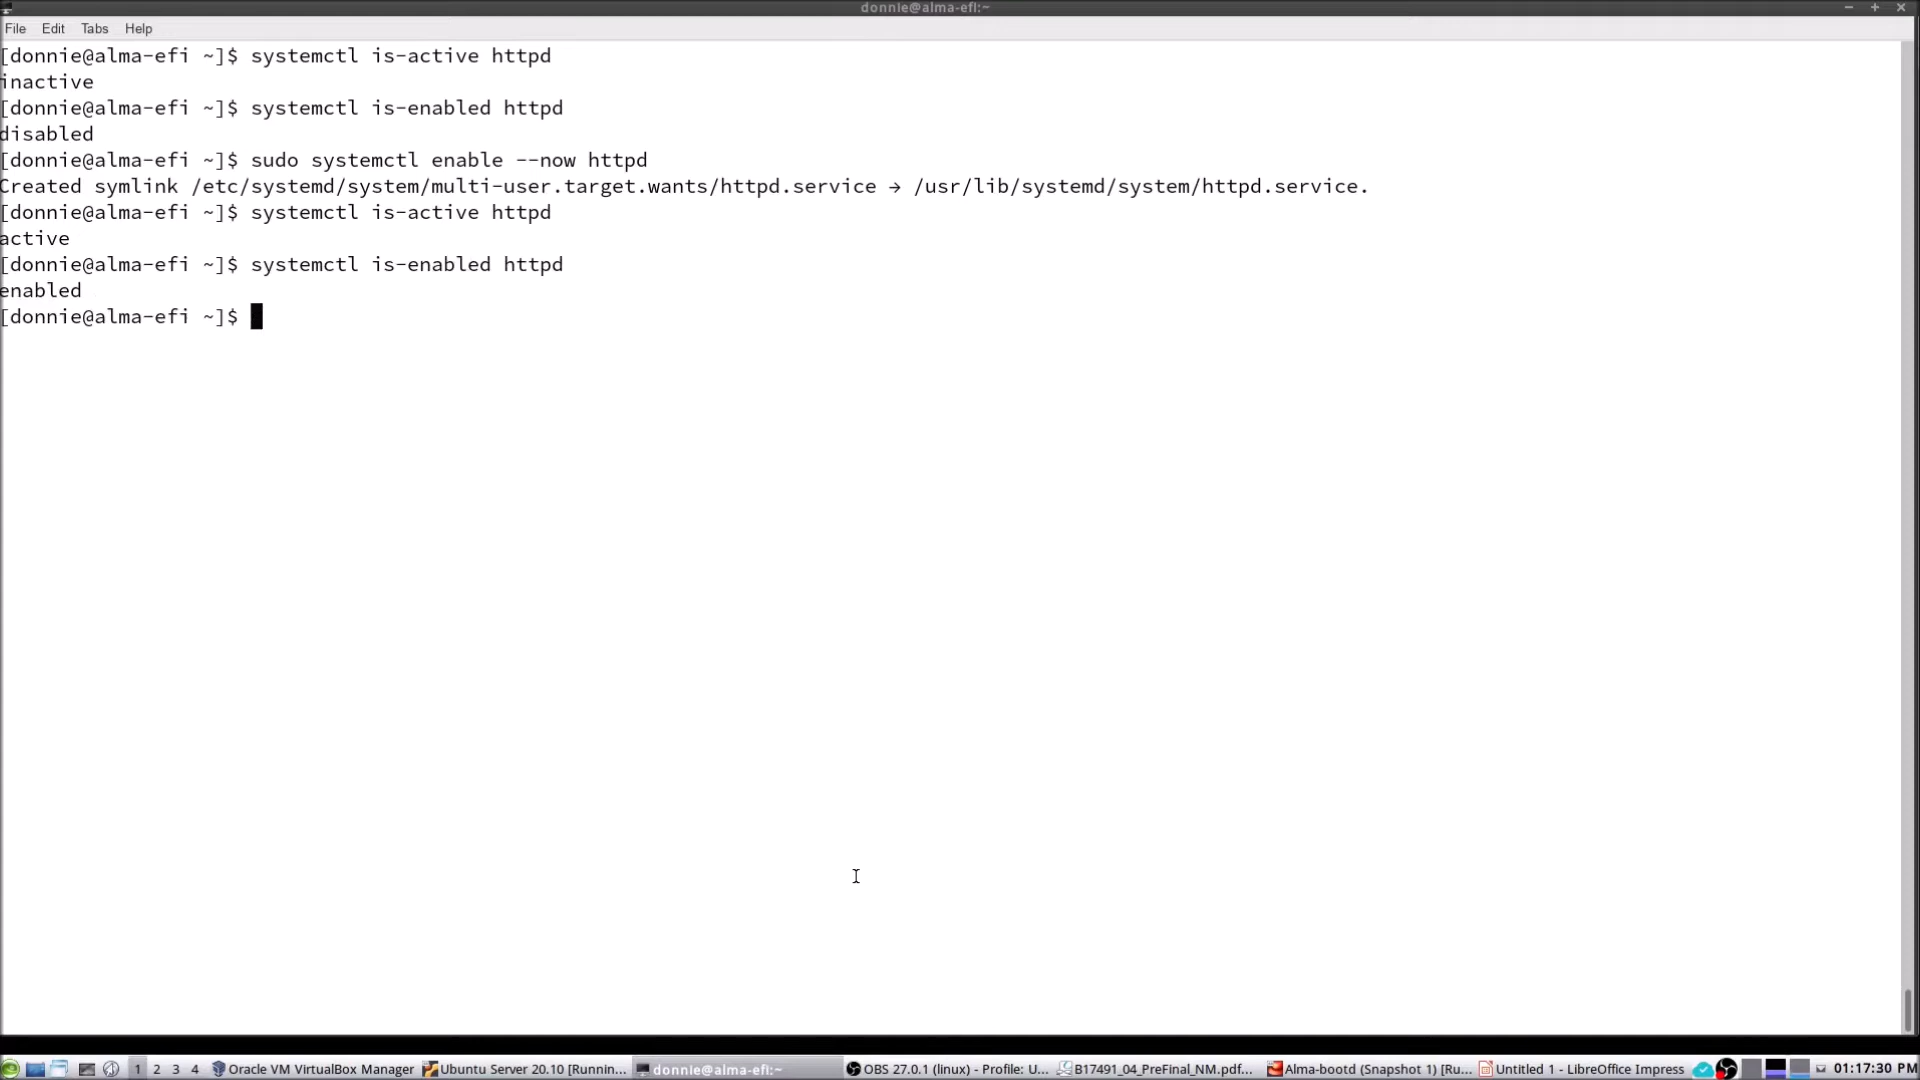 donnie@alma-efi:~
File Edit Tabs Help
[donnie@alma-efi ~]$ systemctl is-active httpd
inactive
[donnie@alma-efi ~]$ systemctl is-enabled httpd
disabled
[donnie@alma-efi ~]$ sudo systemctl enable --now httpd
Created symlink /etc/systemd/system/multi-user.target.wants/httpd.service → /usr/lib/systemd/system/httpd.service.
[donnie@alma-efi ~]$ systemctl is-active httpd
active
[donnie@alma-efi ~]$ systemctl is-enabled httpd
enabled
[donnie@alma-efi ~]$
1 2 3 4 Oracle VM VirtualBox Manager Ubuntu Server 20.10 [Runnin... donnie@alma-efi:~ OBS 27.0.1 (linux) - Profile: U... B17491_04_PreFinal_NM.pdf... Alma-bootd (Snapshot 1) [Ru... Untitled 1 - LibreOffice Impress 01:17:30 PM